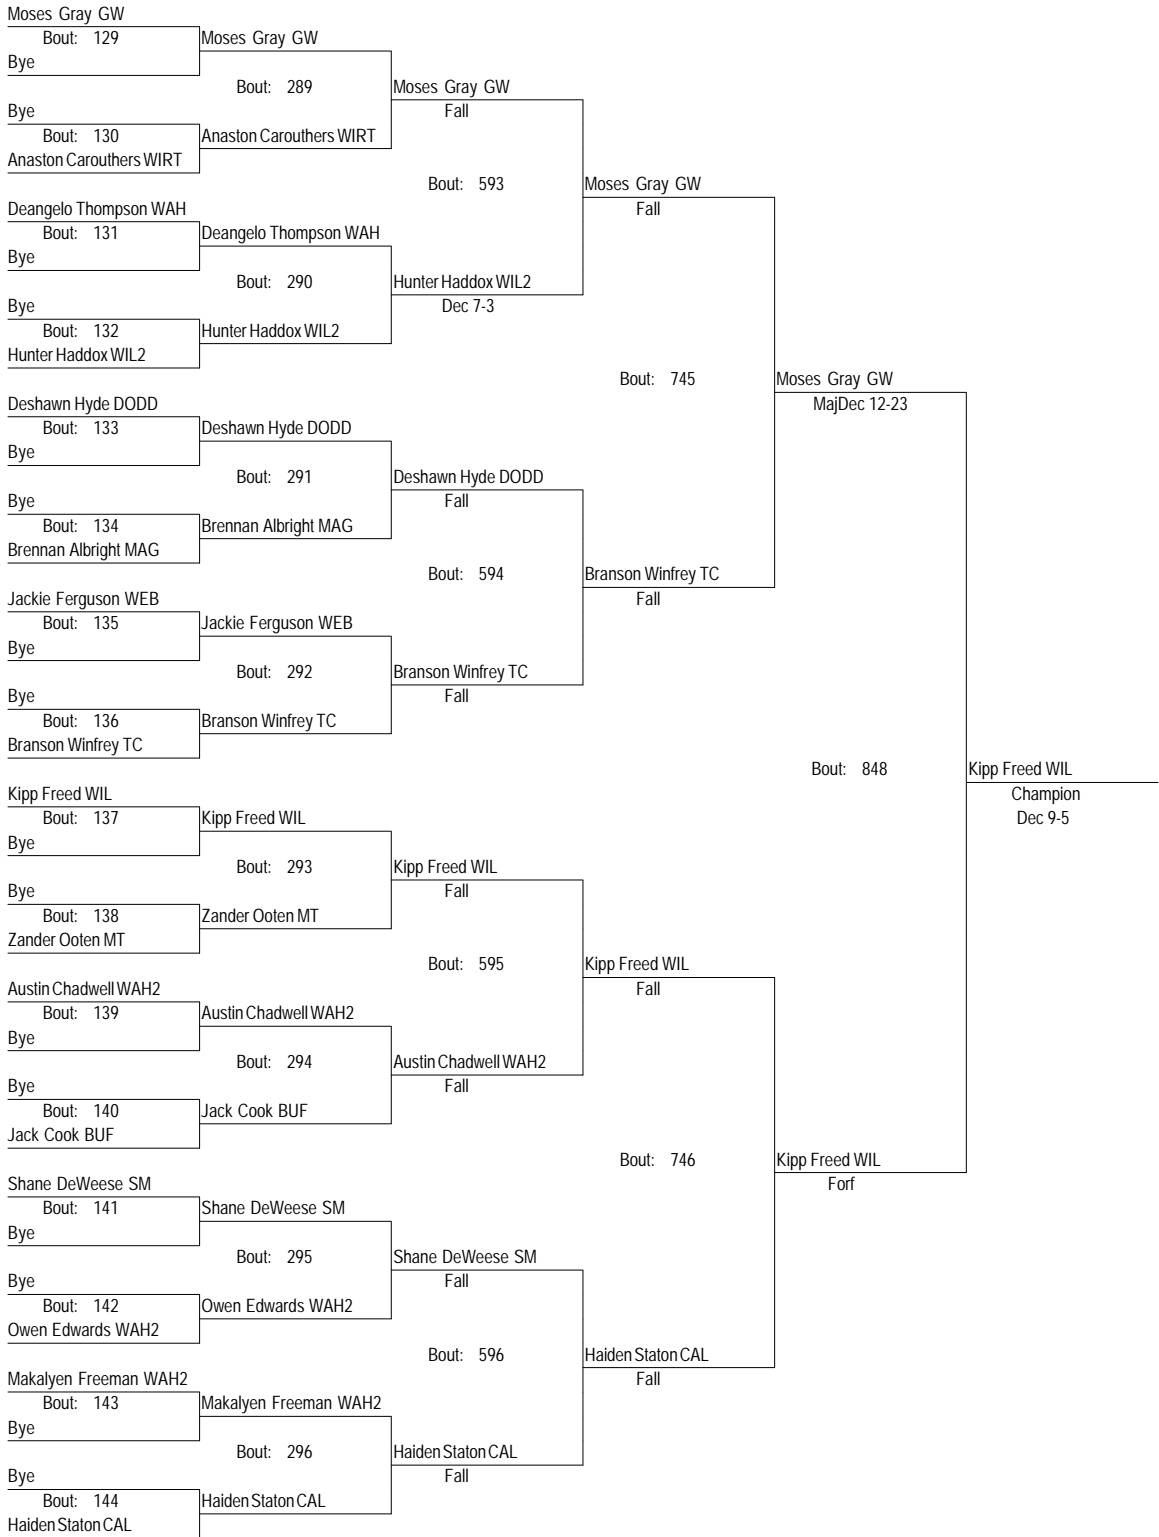 Moses Gray GW
Bout: 129
Moses Gray GW
Bye
Bout: 289
Moses Gray GW
Bye
Fall
Bout: 130
Anaston Carouthers WIRT
Anaston Carouthers WIRT
Bout: 593
Moses Gray GW
Deangelo Thompson WAH
Fall
Bout: 131
Deangelo Thompson WAH
Bye
Bout: 290
Hunter Haddox WIL2
Bye
Dec 7-3
Bout: 132
Hunter Haddox WIL2
Hunter Haddox WIL2
Bout: 745
Moses Gray GW
Deshawn Hyde DODD
MajDec 12-23
Bout: 133
Deshawn Hyde DODD
Bye
Bout: 291
Deshawn Hyde DODD
Bye
Fall
Bout: 134
Brennan Albright MAG
Brennan Albright MAG
Bout: 594
Branson Winfrey TC
Jackie Ferguson WEB
Fall
Bout: 135
Jackie Ferguson WEB
Bye
Bout: 292
Branson Winfrey TC
Bye
Fall
Bout: 136
Branson Winfrey TC
Branson Winfrey TC
Bout: 848
Kipp Freed WIL
Kipp Freed WIL
Champion
Bout: 137
Kipp Freed WIL
Dec 9-5
Bye
Bout: 293
Kipp Freed WIL
Bye
Fall
Bout: 138
Zander Ooten MT
Zander Ooten MT
Bout: 595
Kipp Freed WIL
Austin Chadwell WAH2
Fall
Bout: 139
Austin Chadwell WAH2
Bye
Bout: 294
Austin Chadwell WAH2
Bye
Fall
Bout: 140
Jack Cook BUF
Jack Cook BUF
Bout: 746
Kipp Freed WIL
Shane DeWeese SM
Forf
Bout: 141
Shane DeWeese SM
Bye
Bout: 295
Shane DeWeese SM
Bye
Fall
Bout: 142
Owen Edwards WAH2
Owen Edwards WAH2
Bout: 596
Haiden Staton CAL
Makalyen Freeman WAH2
Fall
Bout: 143
Makalyen Freeman WAH2
Bye
Bout: 296
Haiden Staton CAL
Bye
Fall
Bout: 144
Haiden Staton CAL
Haiden Staton CAL